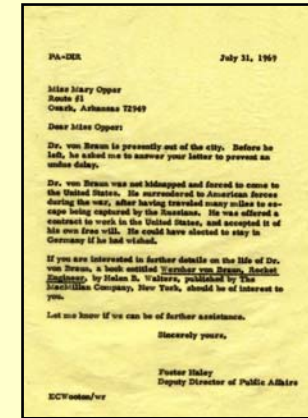 PA-DIR July 31, 1969
Miss Mary Opper
Route #1
Ozark, Arkansas 72949
Dear Miss Opper:
Dr. von Braun is presently out of the city. Before he
left, he asked me to answer your letter to prevent an
undue delay.
Dr. von Braun was not kidnapped and forced to come to
the United States. He surrendered to American forces
during the war, after having traveled many miles to es-
cape being captured by the Russians. He was offered a
contract to work in the United States, and accepted it of
his own free will. He could have elected to stay in
Germany if he had wished.
If you are interested in further details on the life of Dr.
von Braun, a book entitled Wernher von Braun, Rocket
Engineer, by Helen B. Walters, published by The
MacMillan Company, New York, should be of interest to
you.
Let me know if we can be of further assistance.
Sincerely yours,
Foster Haley
Deputy Director of Public Affairs
ECWooten/wr